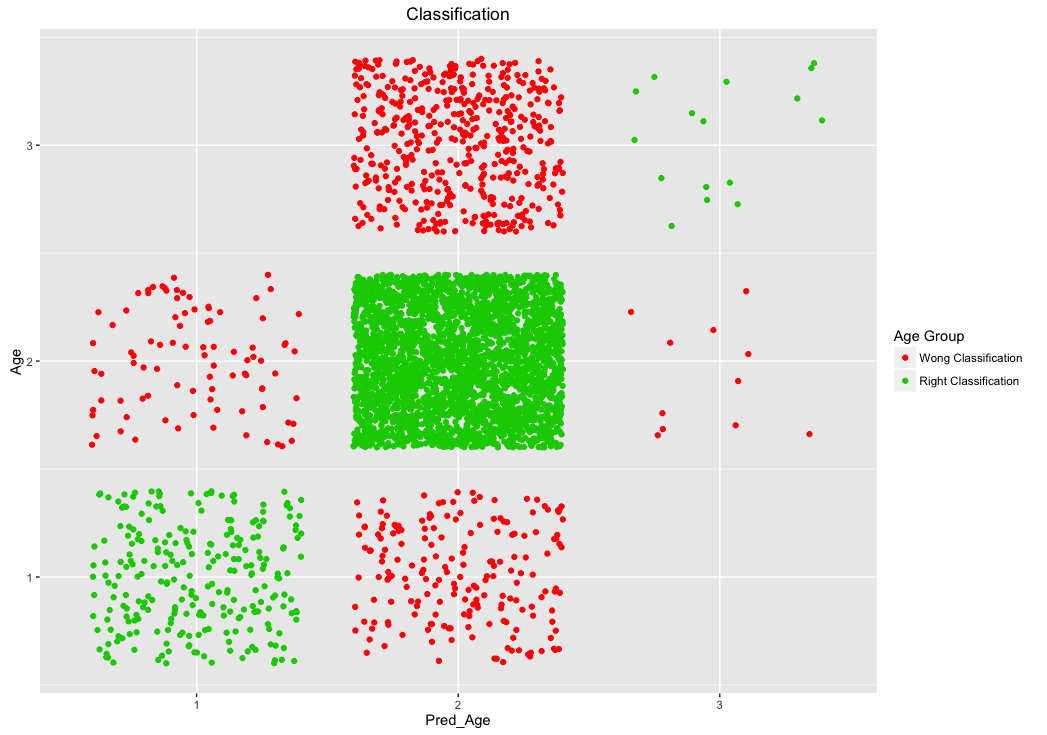 Classification
Age
3
2
1
1
2
3
Pred_Age
Age Group
Wong Classification
Right Classification